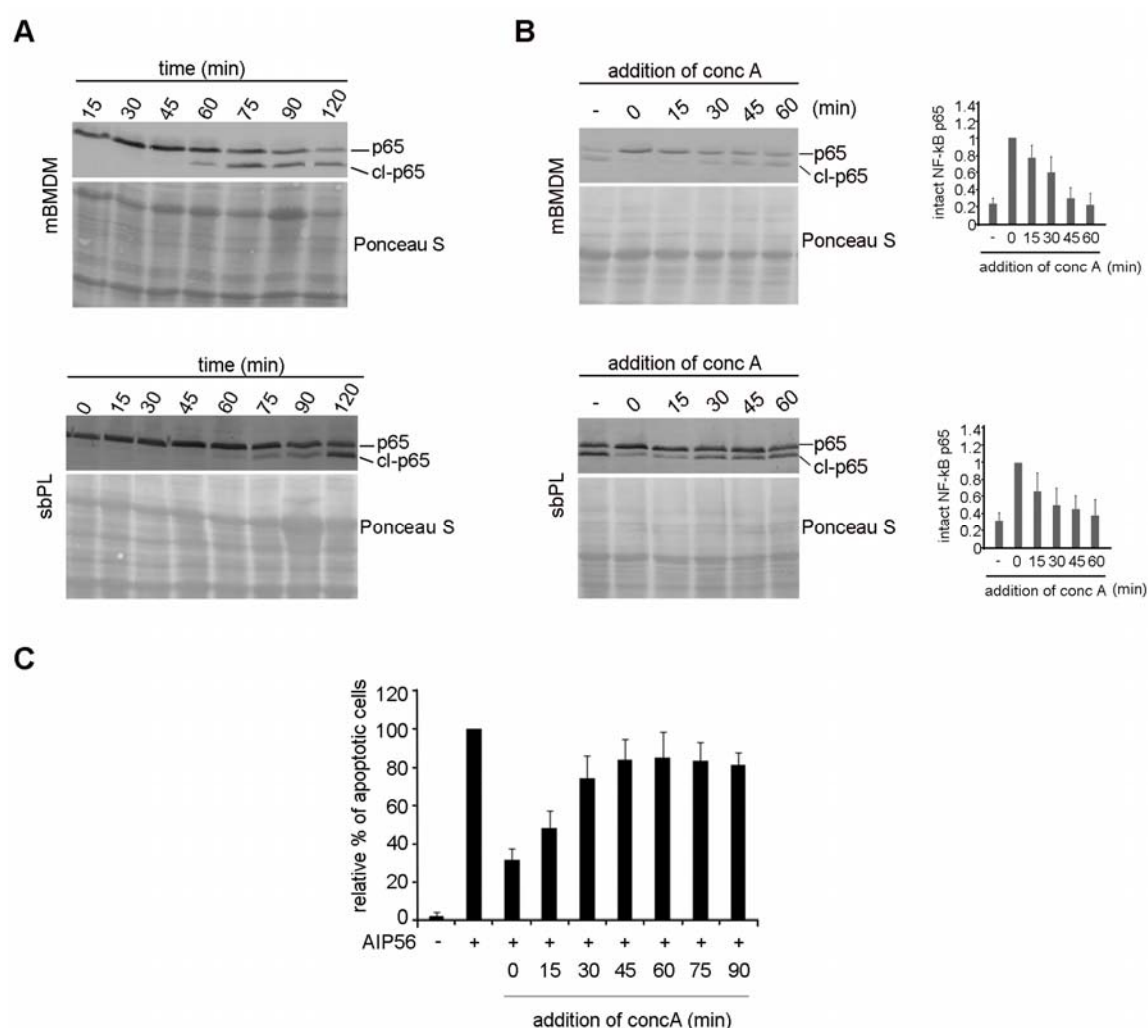 A
time (min)
15 30 45 60 75 90 120
mBMDM
p65
cl-p65
Ponceau S
time (min)
0 15 30 45 60 75 90 120
sbPL
p65
cl-p65
Ponceau S
B
addition of conc A
- 0 15 30 45 60 (min)
mBMDM
p65
cl-p65
Ponceau S
intact NF-kB p65
1.4
1.2
1
0.8
0.6
0.4
0.2
0
- 0 15 30 45 60
addition of conc A (min)
addition of conc A
- 0 15 30 45 60
sbPL
p65
cl-p65
Ponceau S
intact NF-kB p65
1.4
1.2
1
0.8
0.6
0.4
0.2
0
- 0 15 30 45 60
addition of conc A (min)
C
relative % of apoptotic cells
120
100
80
60
40
20
0
AIP56 - + + + + + + + +
0 15 30 45 60 75 90
addition of concA (min)